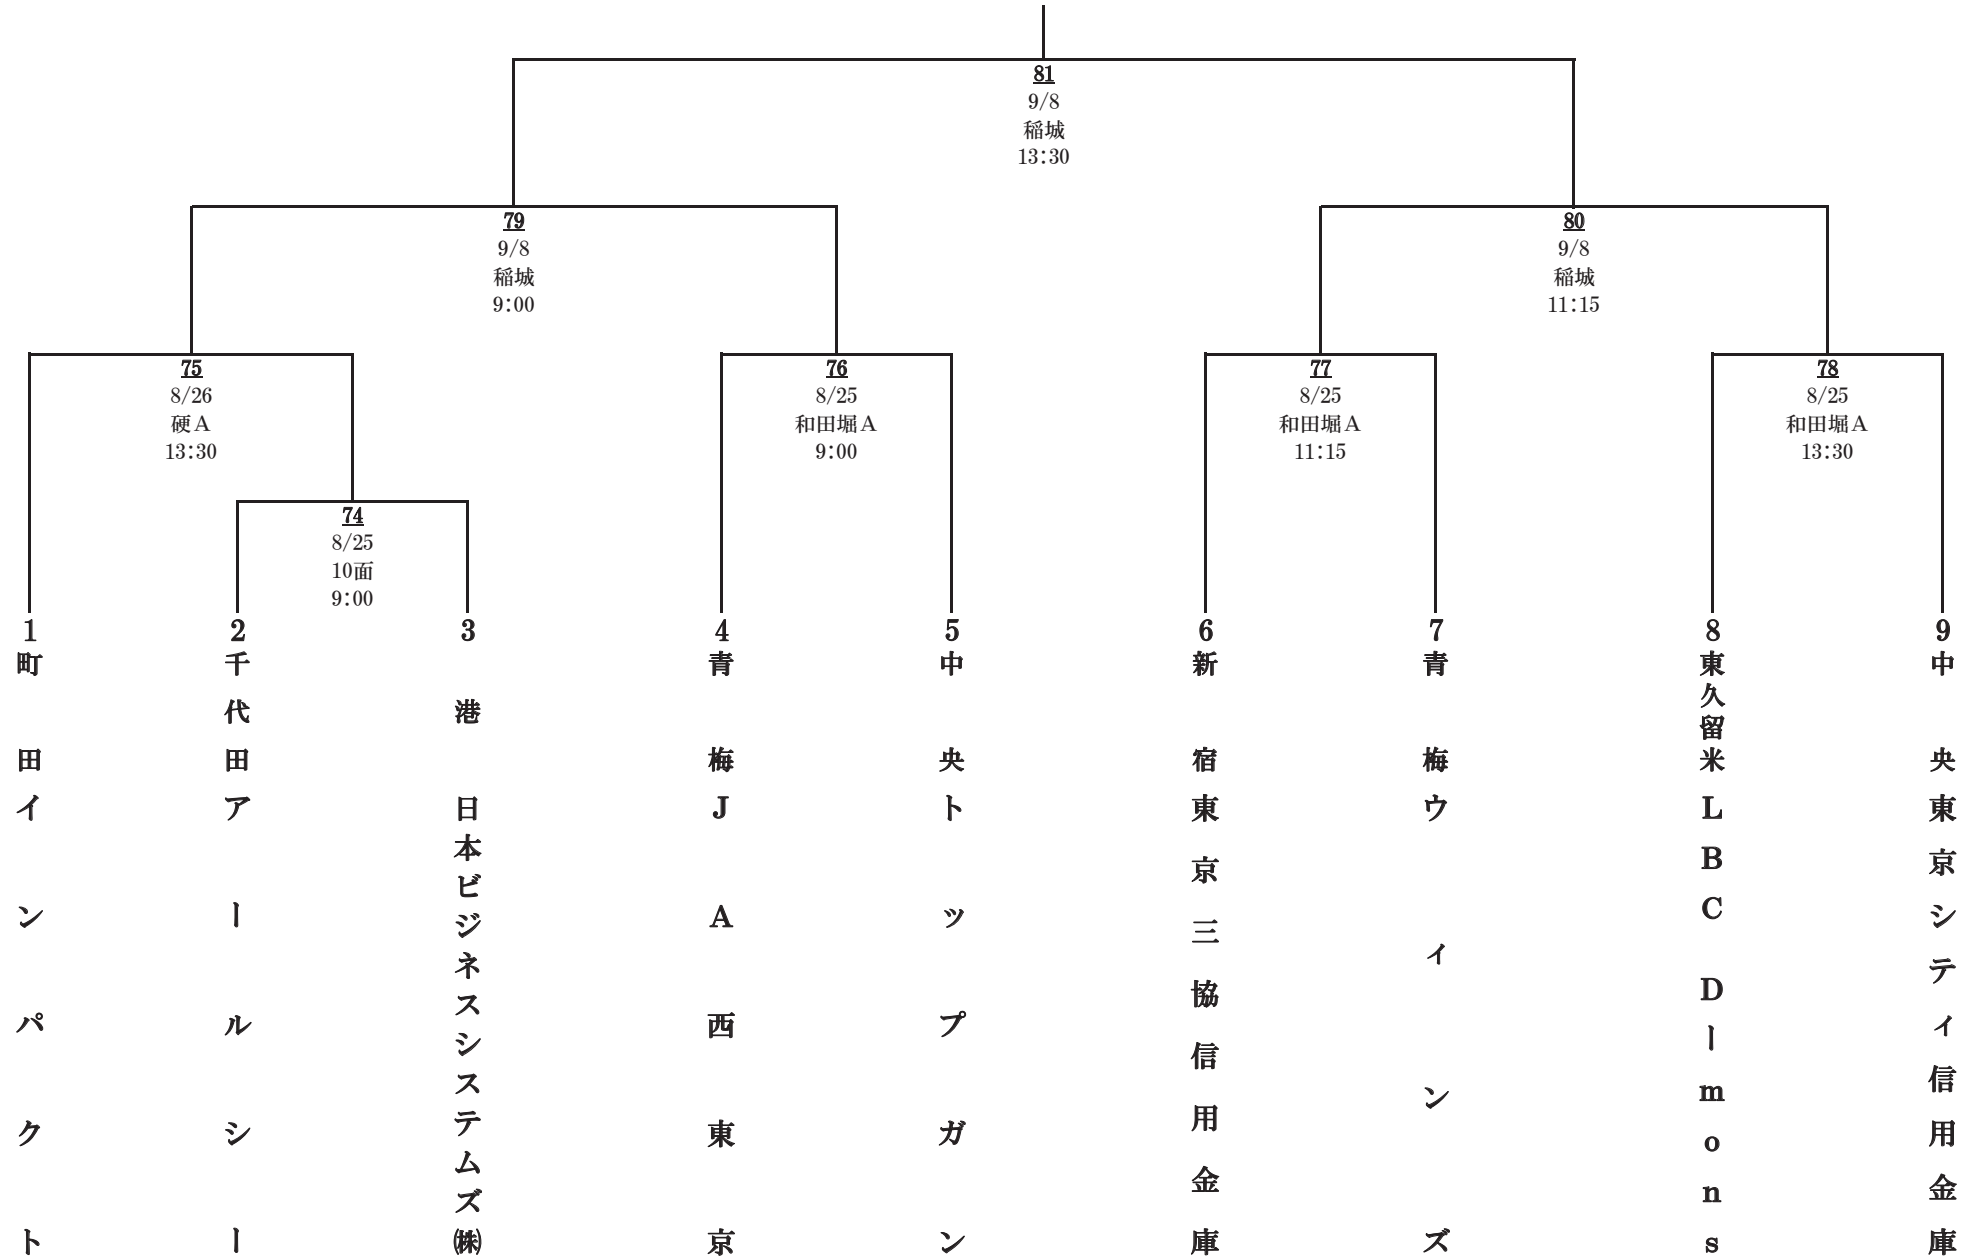 81
9/8
稲城
13:30
79
9/8
稲城
9:00
80
9/8
稲城
11:15
75
8/26
硬A
13:30
76
8/25
和田堀A
9:00
77
8/25
和田堀A
11:15
78
8/25
和田堀A
13:30
74
8/25
10面
9:00
1
町田
インパクト
2
千代田
アールシー
3
港
日本ビジネスシステムズ㈱
4
青梅
JA西東京
5
中央
トップガン
6
新宿
東京三協信用金庫
7
青梅
ウィンズ
8
東久留米
LBC Dーmons
9
中央
東京シティ信用金庫